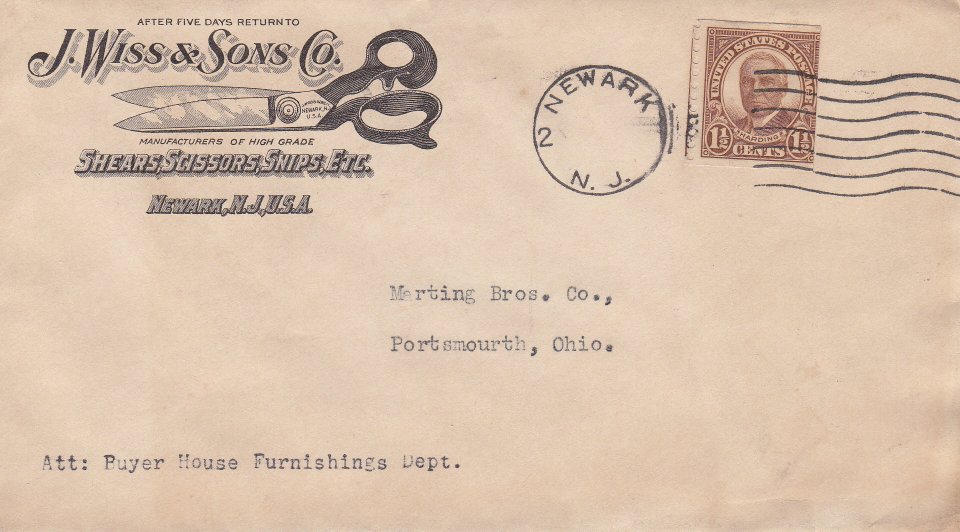 AFTER FIVE DAYS RETURN TO
J. WISS & SONS CO.
NEWARK, N.J.
U.S.A.
MANUFACTURERS OF HIGH GRADE
SHEARS, SCISSORS, SNIPS, ETC.
NEWARK, N.J., U.S.A.
NEWARK
2
N. J.
UNITED STATES POSTAGE
HARDING
1½ CENTS 1½
Marting Bros. Co.,
Portsmourth, Ohio.
Att: Buyer House Furnishings Dept.